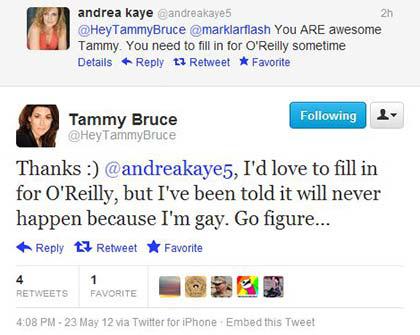 andrea kaye @andreakaye5 2h
@HeyTammyBruce @marklarflash You ARE awesome
Tammy. You need to fill in for O'Reilly sometime
Details Reply Retweet Favorite
Tammy Bruce
@HeyTammyBruce
Following
Thanks :) @andreakaye5, I'd love to fill in
for O'Reilly, but I've been told it will never
happen because I'm gay. Go figure...
Reply Retweet Favorite
4
RETWEETS
1
FAVORITE
4:08 PM - 23 May 12 via Twitter for iPhone · Embed this Tweet